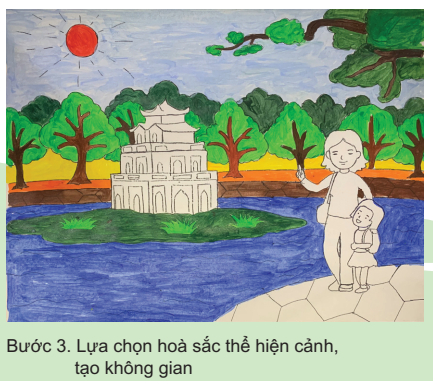 Bước 3. Lựa chọn hoà sắc thể hiện cảnh,
tạo không gian